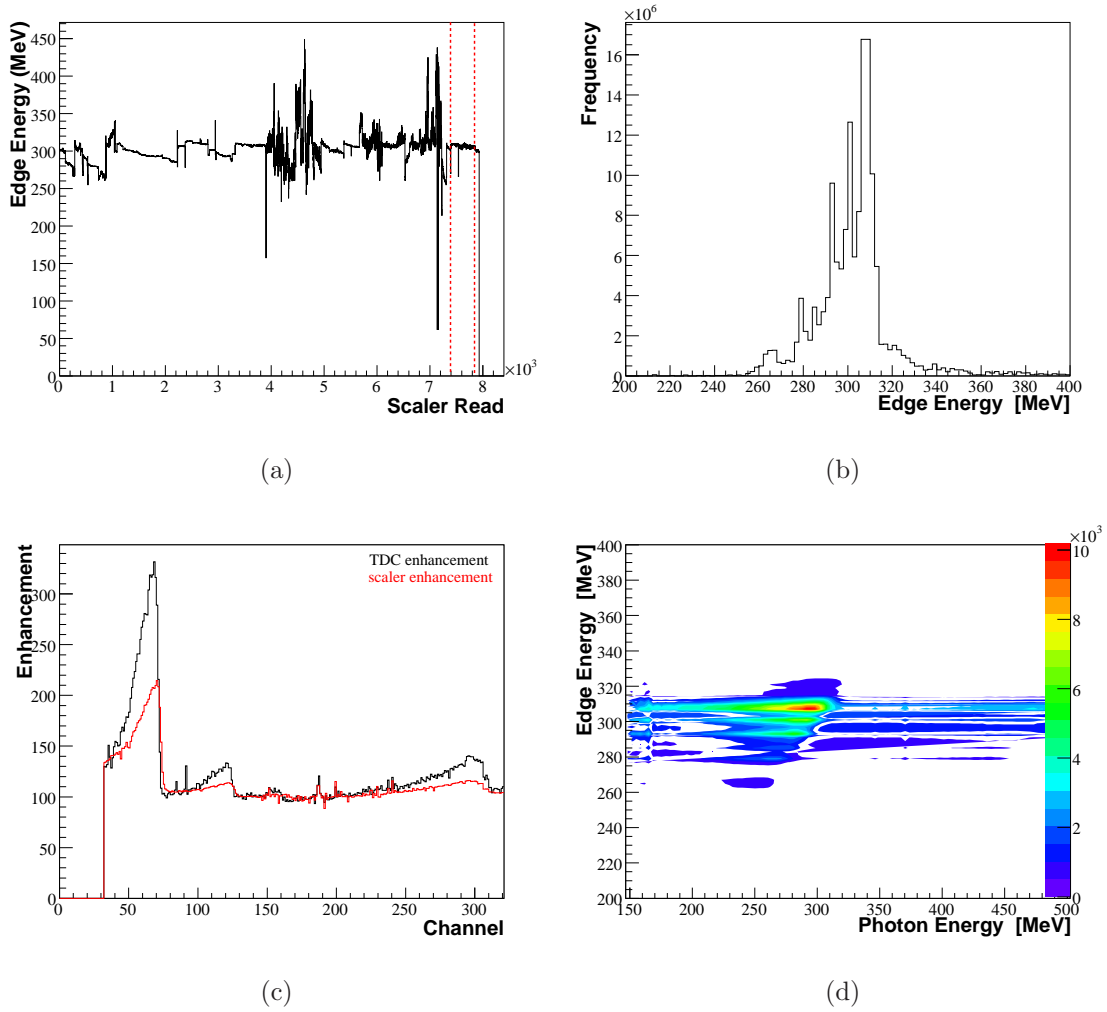 Edge Energy (MeV)
450
400
350
300
250
200
150
100
50
0
0 1 2 3 4 5 6 7 8 ×10³
Scaler Read
(a)
×10⁶
Frequency
16
14
12
10
8
6
4
2
0
200 220 240 260 280 300 320 340 360 380 400
Edge Energy [MeV]
(b)
Enhancement
300
250
200
150
100
50
0
TDC enhancement
scaler enhancement
0 50 100 150 200 250 300
Channel
(c)
Edge Energy [MeV]
400
380
360
340
320
300
280
260
240
220
200
150 200 250 300 350 400 450 500
Photon Energy [MeV]
×10³
10
8
6
4
2
0
(d)